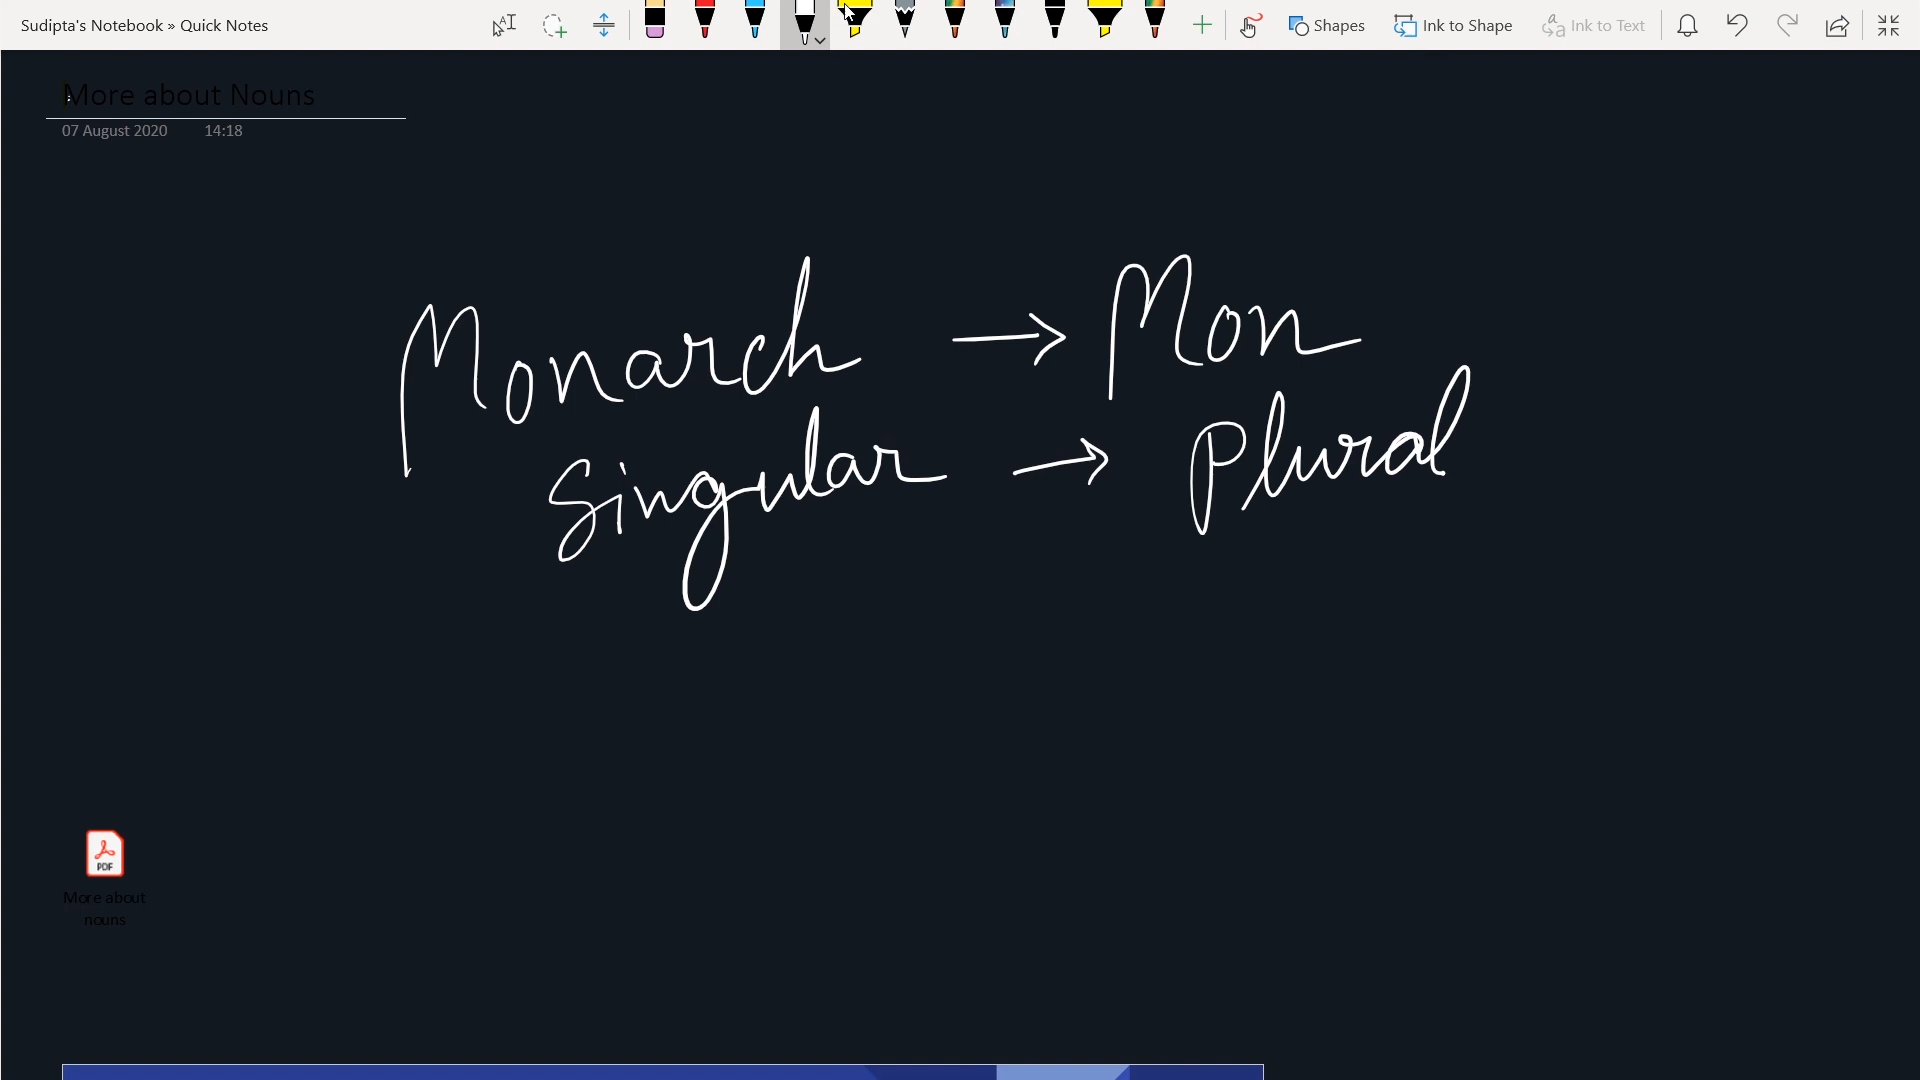 Sudipta's Notebook » Quick Notes
Shapes
Ink to Shape
Ink to Text
More about Nouns
07 August 2020 14:18
Monarch → Mon
Singular → Plural
PDF
More about
nouns